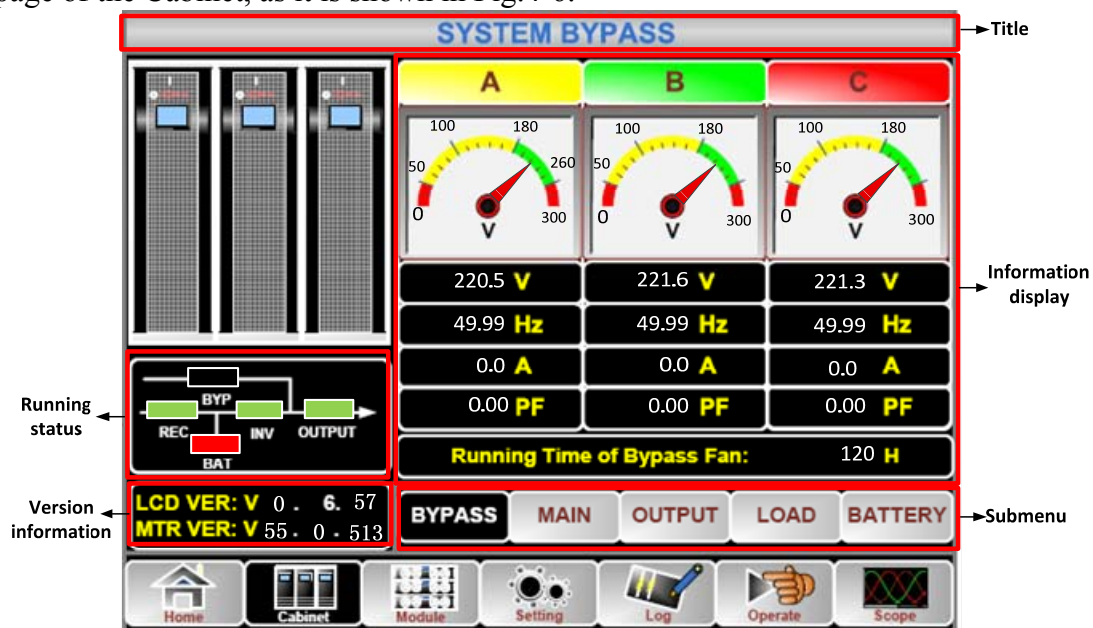 page of the Cabinet, as it is shown in Fig.
SYSTEM BYPASS
Title
A B C
100 180 100 180 100 180
50 260 50 50
0 300 0 300 0 300
V V V
220.5 V 221.6 V 221.3 V
Information
display
49.99 Hz 49.99 Hz 49.99 Hz
0.0 A 0.0 A 0.0 A
0.00 PF 0.00 PF 0.00 PF
Running Time of Bypass Fan: 120 H
Running
status
BYP
REC INV OUTPUT
BAT
Version
information
LCD VER: V 0 . 6. 57
MTR VER: V 55 . 0 . 513
BYPASS MAIN OUTPUT LOAD BATTERY
Submenu
Home Cabinet Module Setting Log Operate Scope